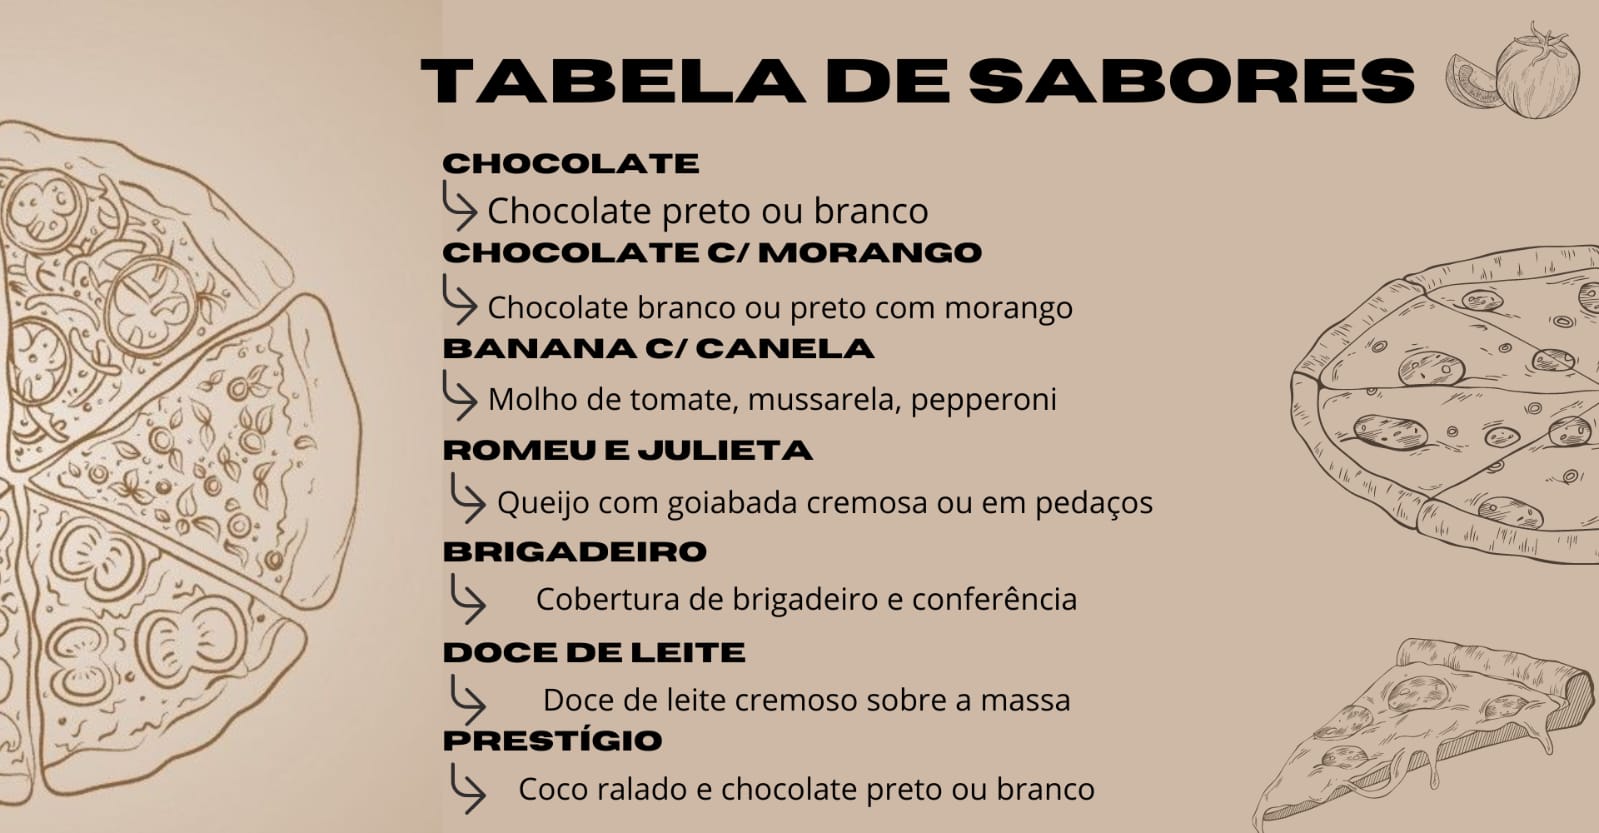 TABELA DE SABORES
CHOCOLATE
Chocolate preto ou branco
CHOCOLATE C/ MORANGO
Chocolate branco ou preto com morango
BANANA C/ CANELA
Molho de tomate, mussarela, pepperoni
ROMEU E JULIETA
Queijo com goiabada cremosa ou em pedaços
BRIGADEIRO
Cobertura de brigadeiro e conferência
DOCE DE LEITE
Doce de leite cremoso sobre a massa
PRESTÍGIO
Coco ralado e chocolate preto ou branco